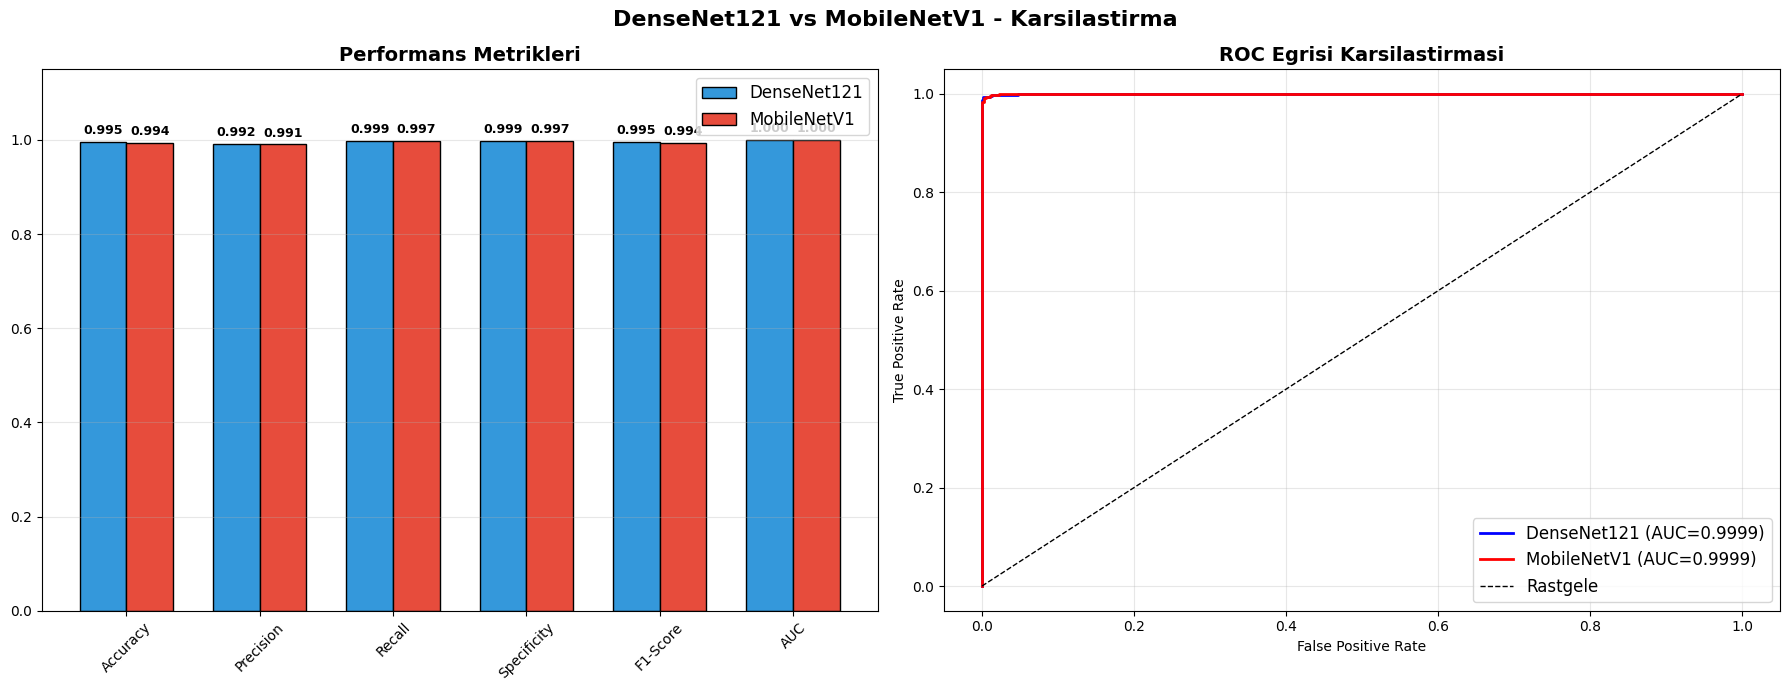 DenseNet121 vs MobileNetV1 - Karsilastirma
Performans Metrikleri
DenseNet121
MobileNetV1
0.995 0.994 0.992 0.991 0.999 0.997 0.999 0.997 0.995 0.994 1.000 1.000
1.0
0.8
0.6
0.4
0.2
0.0
Accuracy Precision Recall Specificity F1-Score AUC
ROC Egrisi Karsilastirmasi
True Positive Rate
1.0
0.8
0.6
0.4
0.2
0.0
DenseNet121 (AUC=0.9999)
MobileNetV1 (AUC=0.9999)
Rastgele
0.0 0.2 0.4 0.6 0.8 1.0
False Positive Rate